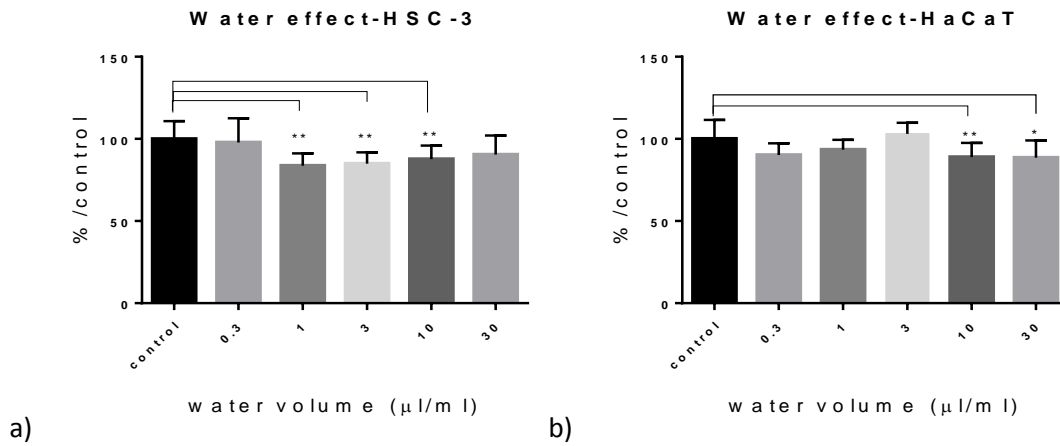 Water effect-HSC-3
150
100
50
0
%/control
** ** **
control 0.3 1 3 10 30
water volume (μl/ml)
a)
Water effect-HaCaT
150
100
50
0
%/control
** *
control 0.3 1 3 10 30
water volume (μl/ml)
b)